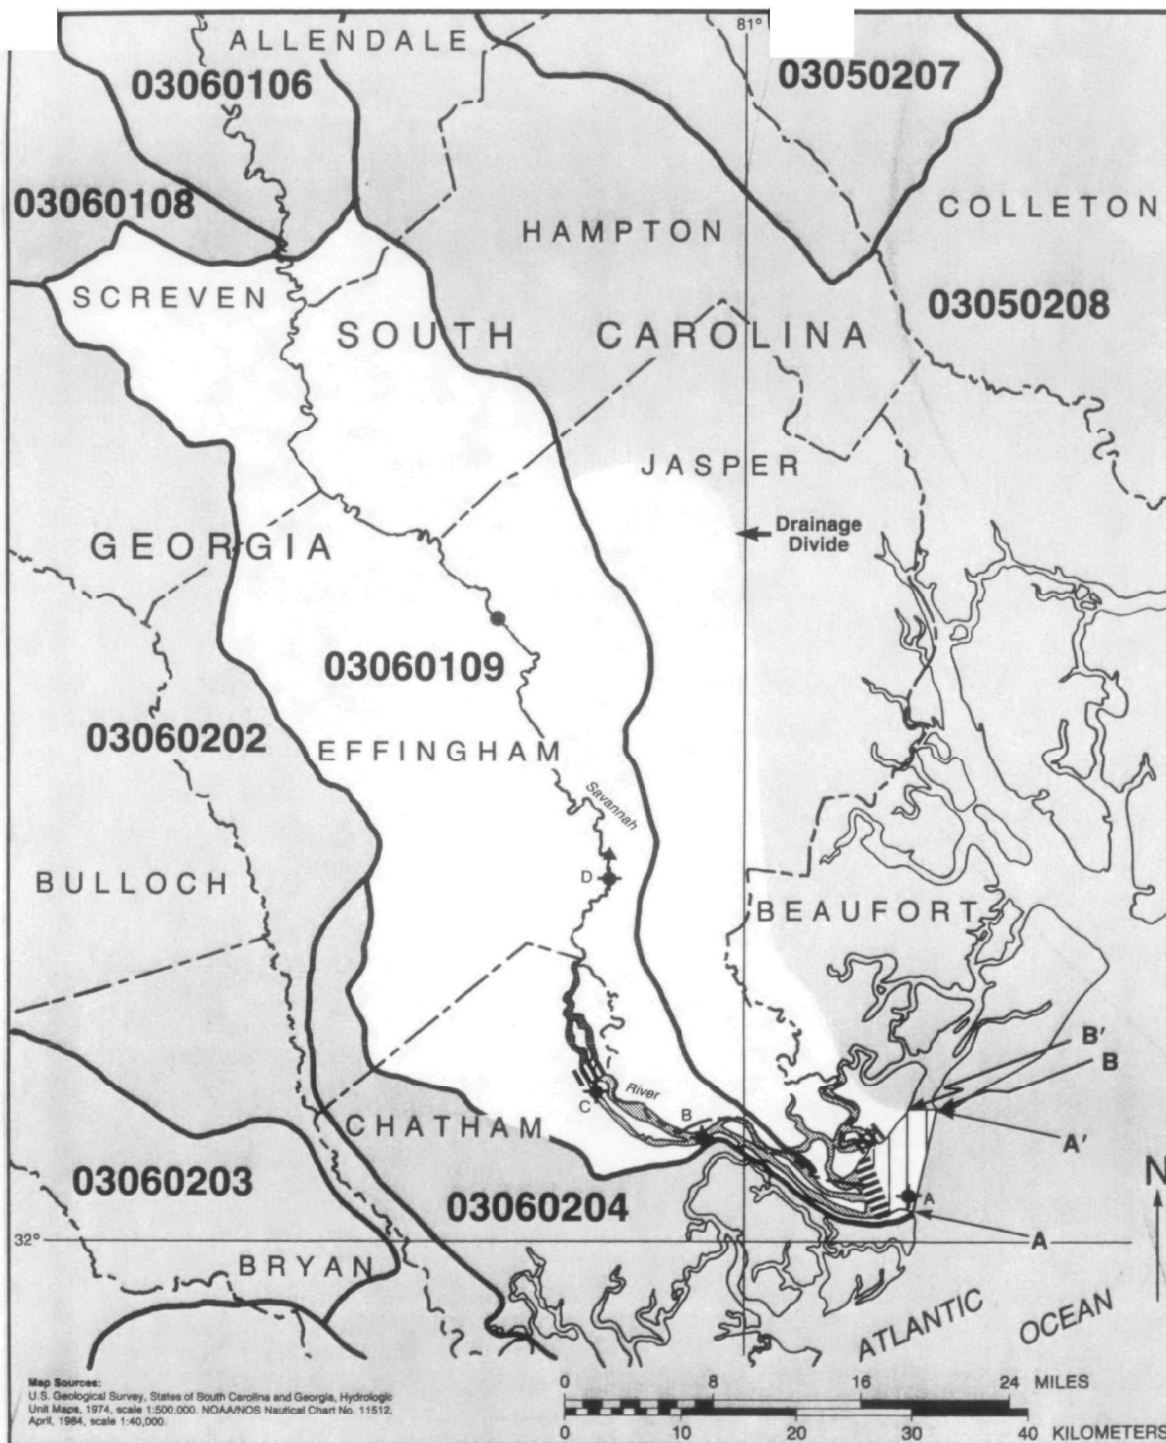 81°
ALLENDALE
03060106
03050207
03060108
COLLETON
HAMPTON
SCREVEN
03050208
SOUTH CAROLINA
JASPER
Drainage
Divide
GEORGIA
03060109
03060202
EFFINGHAM
Savannah
D
BULLOCH
BEAUFORT
B'
B
C
River
B
CHATHAM
A'
N
03060203
03060204
A
32°
A
BRYAN
ATLANTIC OCEAN
Map Sources:
U.S. Geological Survey, States of South Carolina and Georgia, Hydrologic
Unit Maps, 1974, scale 1:500,000. NOAA/NOS Nautical Chart No. 11512,
April, 1984, scale 1:40,000.
0 8 16 24 MILES
0 10 20 30 40 KILOMETERS